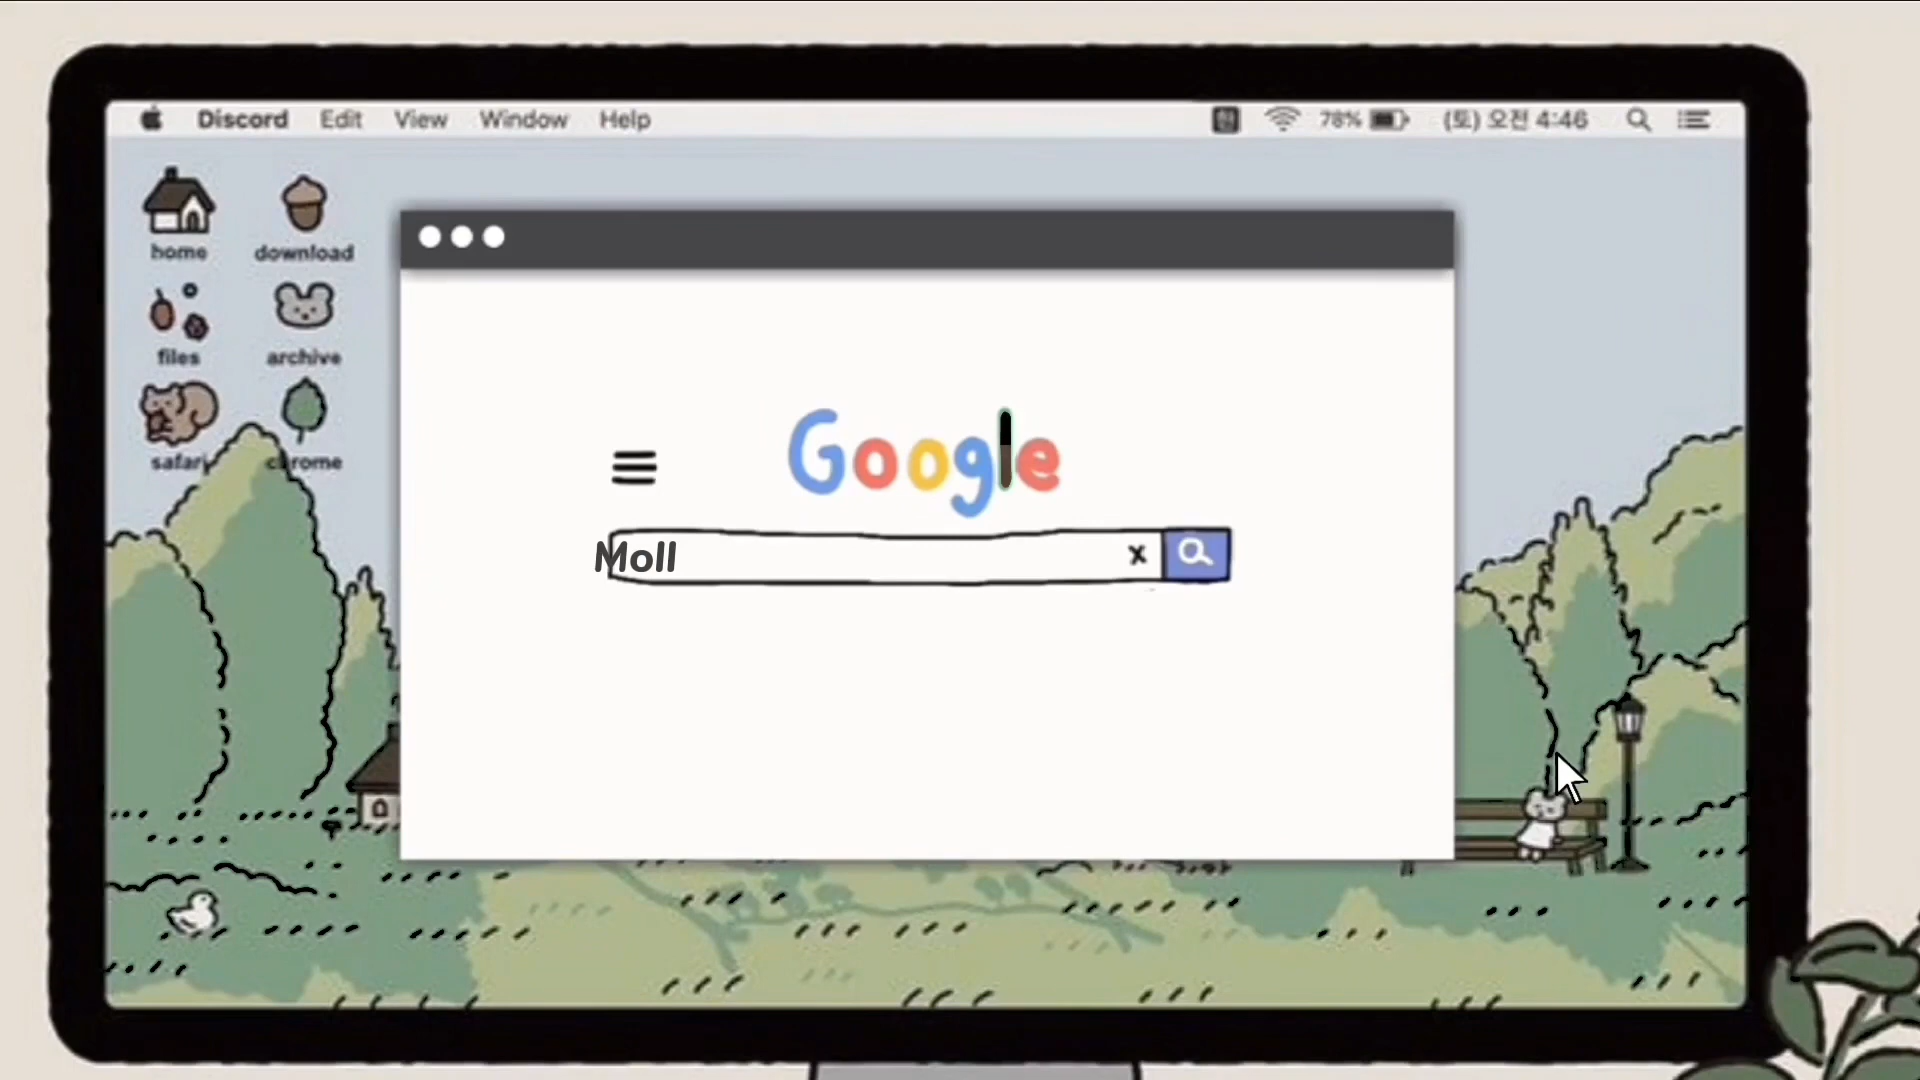 Discord Edit View Window Help 78% (토) 오전 4:46
home download
files archive
safari chrome
Google
Moll x